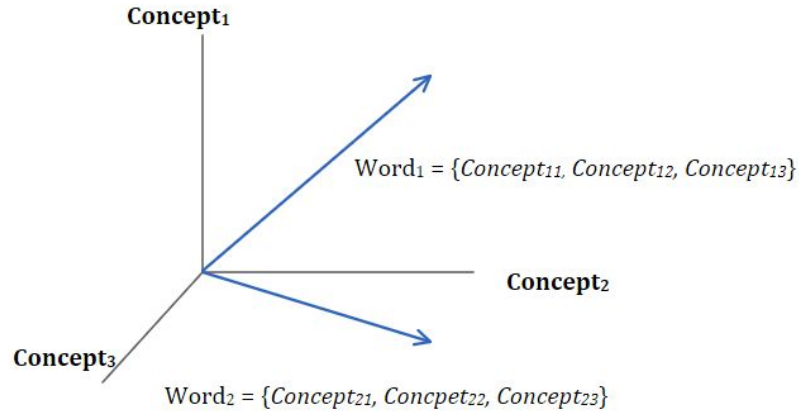 Concept₁
Word₁ = {Concept₁₁, Concept₁₂, Concept₁₃}
Concept₂
Concept₃
Word₂ = {Concept₂₁, Concpet₂₂, Concept₂₃}